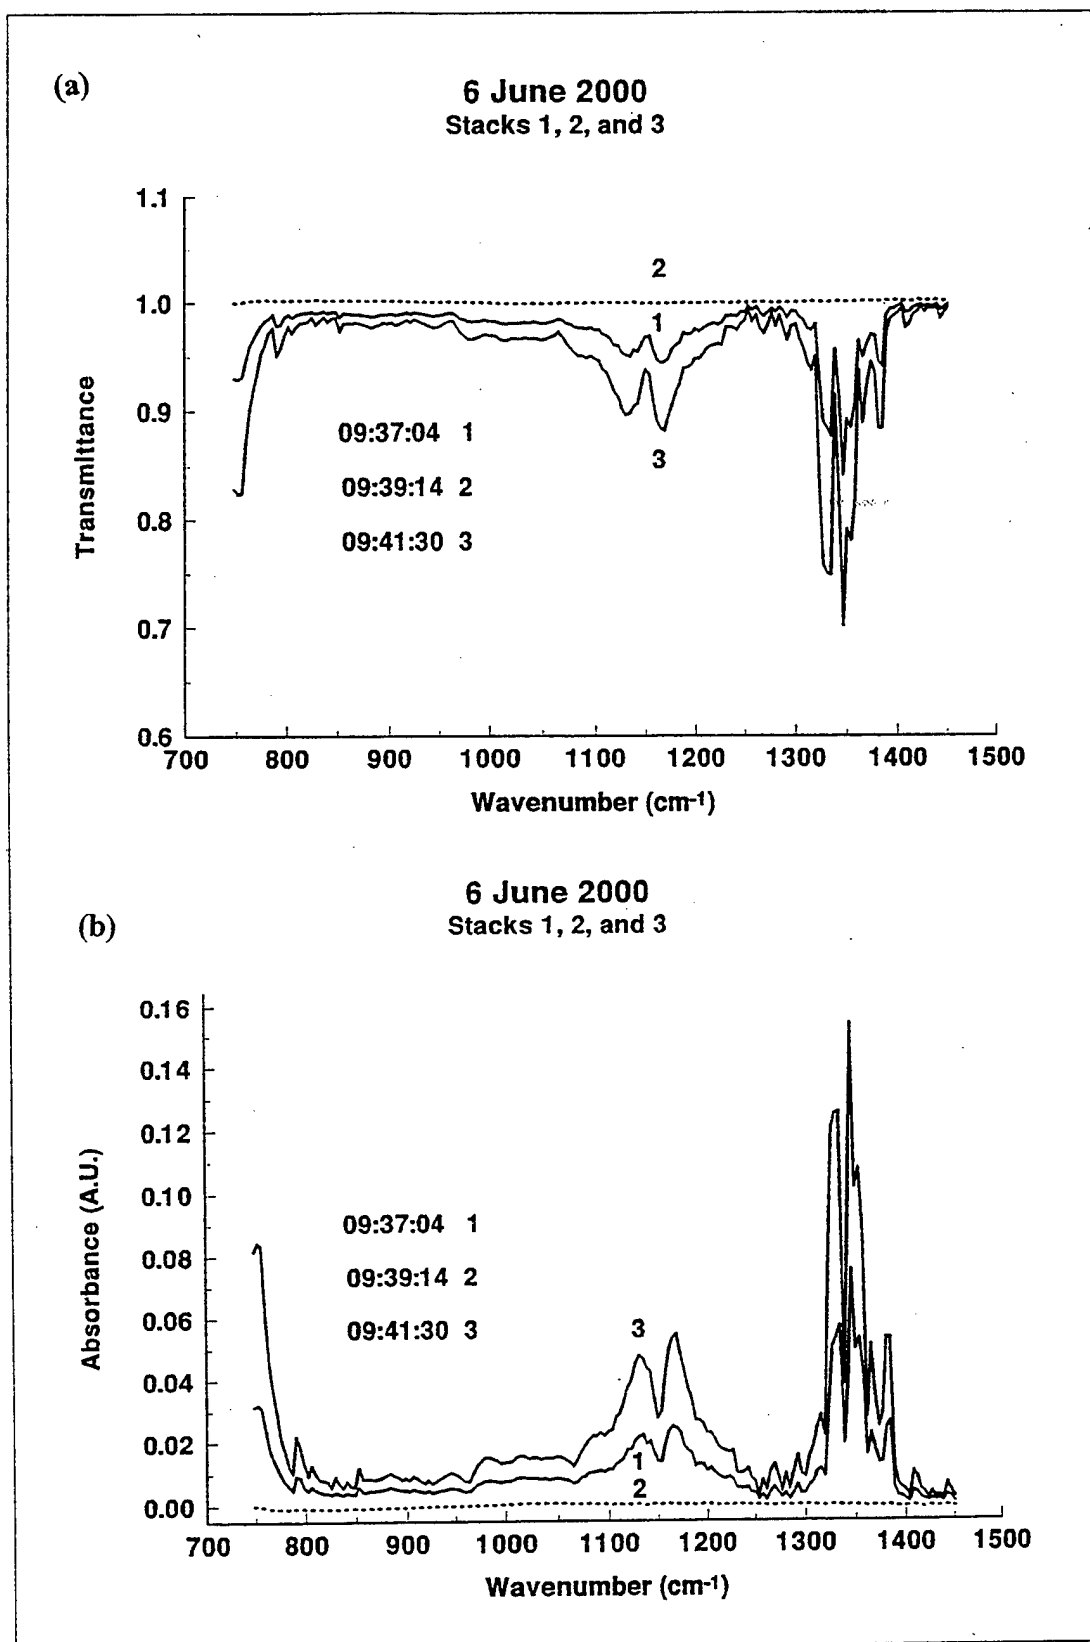 (a)
6 June 2000
Stacks 1, 2, and 3
1.1
1.0
0.9
0.8
0.7
0.6
Transmittance
2
1
3
09:37:04 1
09:39:14 2
09:41:30 3
700 800 900 1000 1100 1200 1300 1400 1500
Wavenumber (cm-1)
(b)
6 June 2000
Stacks 1, 2, and 3
0.16
0.14
0.12
0.10
0.08
0.06
0.04
0.02
0.00
Absorbance (A.U.)
09:37:04 1
09:39:14 2
09:41:30 3
3
1
2
700 800 900 1000 1100 1200 1300 1400 1500
Wavenumber (cm-1)